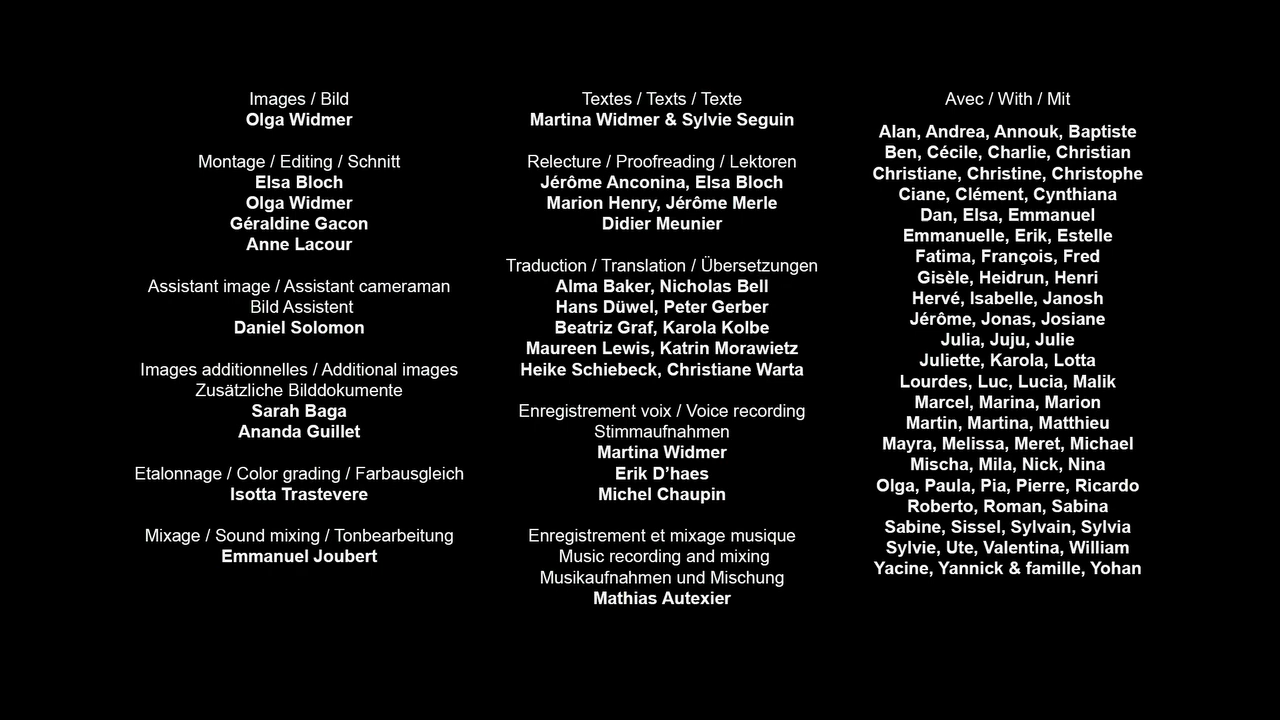 Images / Bild
Olga Widmer
Montage / Editing / Schnitt
Elsa Bloch
Olga Widmer
Géraldine Gacon
Anne Lacour
Assistant image / Assistant cameraman
Bild Assistent
Daniel Solomon
Images additionnelles / Additional images
Zusätzliche Bilddokumente
Sarah Baga
Ananda Guillet
Etalonnage / Color grading / Farbausgleich
Isotta Trastevere
Mixage / Sound mixing / Tonbearbeitung
Emmanuel Joubert
Textes / Texts / Texte
Martina Widmer & Sylvie Seguin
Relecture / Proofreading / Lektoren
Jérôme Anconina, Elsa Bloch
Marion Henry, Jérôme Merle
Didier Meunier
Traduction / Translation / Übersetzungen
Alma Baker, Nicholas Bell
Hans Düwel, Peter Gerber
Beatriz Graf, Karola Kolbe
Maureen Lewis, Katrin Morawietz
Heike Schiebeck, Christiane Warta
Enregistrement voix / Voice recording
Stimmaufnahmen
Martina Widmer
Erik D’haes
Michel Chaupin
Enregistrement et mixage musique
Music recording and mixing
Musikaufnahmen und Mischung
Mathias Autexier
Avec / With / Mit
Alan, Andrea, Annouk, Baptiste
Ben, Cécile, Charlie, Christian
Christiane, Christine, Christophe
Ciane, Clément, Cynthiana
Dan, Elsa, Emmanuel
Emmanuelle, Erik, Estelle
Fatima, François, Fred
Gisèle, Heidrun, Henri
Hervé, Isabelle, Janosh
Jérôme, Jonas, Josiane
Julia, Juju, Julie
Juliette, Karola, Lotta
Lourdes, Luc, Lucia, Malik
Marcel, Marina, Marion
Martin, Martina, Matthieu
Mayra, Melissa, Meret, Michael
Mischa, Mila, Nick, Nina
Olga, Paula, Pia, Pierre, Ricardo
Roberto, Roman, Sabina
Sabine, Sissel, Sylvain, Sylvia
Sylvie, Ute, Valentina, William
Yacine, Yannick & famille, Yohan